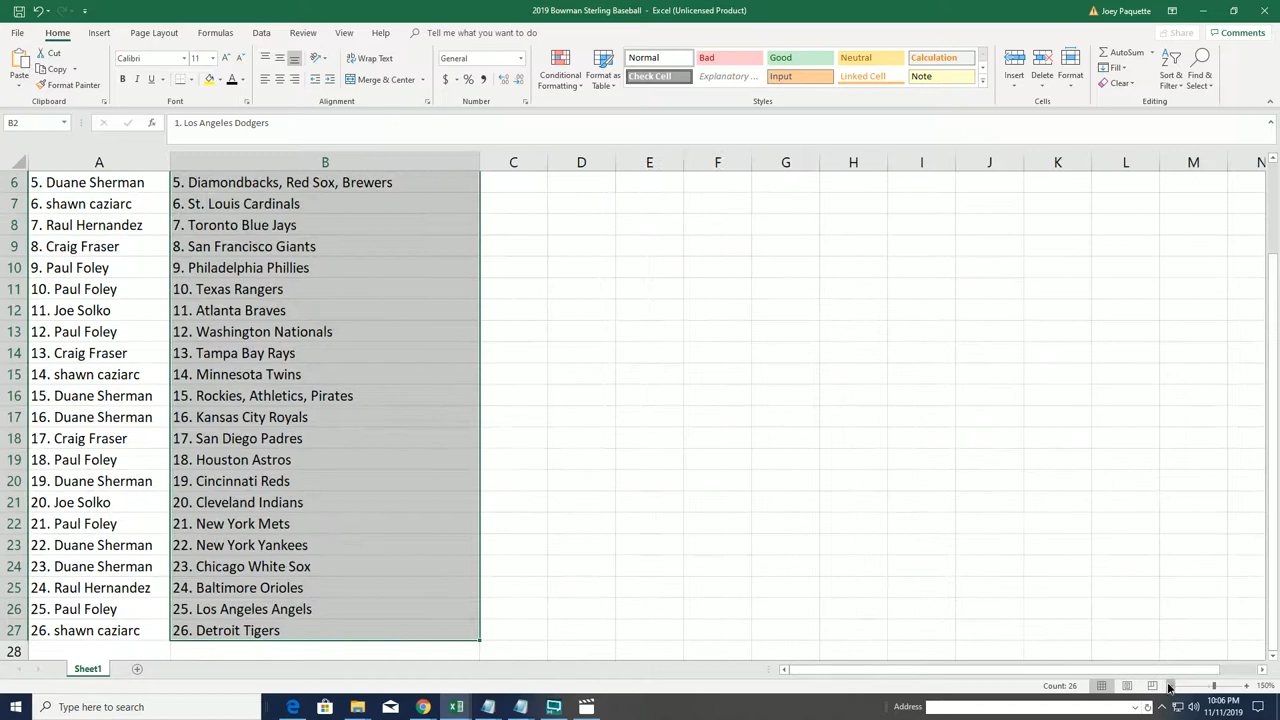 2019 Bowman Sterling Baseball - Excel (Unlicensed Product)
Joey Paquette
File Home Insert Page Layout Formulas Data Review View Help Share Comments
Cut
Copy
Format Painter
Paste
Clipboard
Calibri 11
B I U
Font
Wrap Text
Merge & Center
Alignment
General
$ % ,
Number
Conditional Formatting
Format as Table
Normal Bad Good Neutral Calculation
Check Cell Explanatory ... Input Linked Cell Note
Styles
Insert Delete Format
Cells
AutoSum
Fill
Clear
Sort & Filter
Find & Select
Editing
B2 fx 1. Los Angeles Dodgers
A B C D E F G H I J K L M N
6 5. Duane Sherman 5. Diamondbacks, Red Sox, Brewers
7 6. shawn caziarc 6. St. Louis Cardinals
8 7. Raul Hernandez 7. Toronto Blue Jays
9 8. Craig Fraser 8. San Francisco Giants
10 9. Paul Foley 9. Philadelphia Phillies
11 10. Paul Foley 10. Texas Rangers
12 11. Joe Solko 11. Atlanta Braves
13 12. Paul Foley 12. Washington Nationals
14 13. Craig Fraser 13. Tampa Bay Rays
15 14. shawn caziarc 14. Minnesota Twins
16 15. Duane Sherman 15. Rockies, Athletics, Pirates
17 16. Duane Sherman 16. Kansas City Royals
18 17. Craig Fraser 17. San Diego Padres
19 18. Paul Foley 18. Houston Astros
20 19. Duane Sherman 19. Cincinnati Reds
21 20. Joe Solko 20. Cleveland Indians
22 21. Paul Foley 21. New York Mets
23 22. Duane Sherman 22. New York Yankees
24 23. Duane Sherman 23. Chicago White Sox
25 24. Raul Hernandez 24. Baltimore Orioles
26 25. Paul Foley 25. Los Angeles Angels
27 26. shawn caziarc 26. Detroit Tigers
28
Sheet1
Count: 26 150%
Type here to search
Address
10:06 PM
11/11/2019